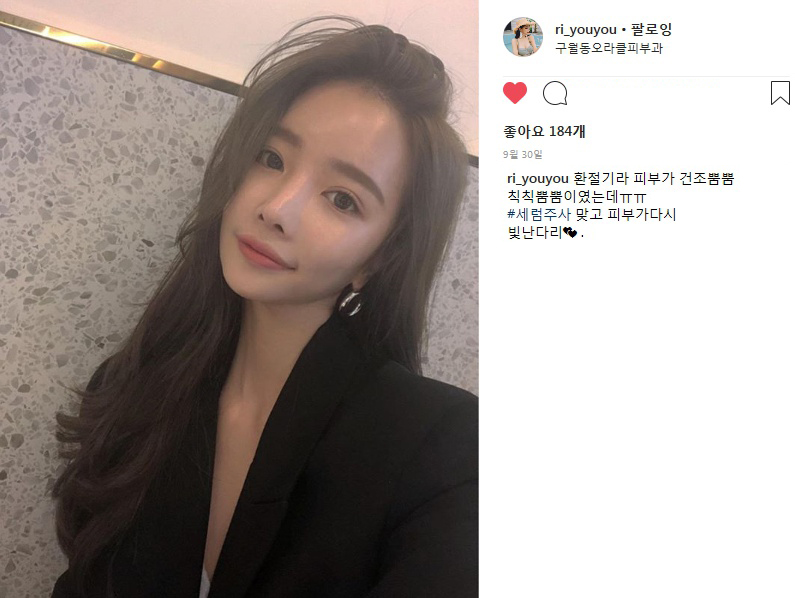 ri_youyou • 팔로잉
구월동오라클피부과
좋아요 184개
9월 30일
ri_youyou 환절기라 피부가 건조뿜뿜
칙칙뿜뿜이였는데ㅠㅠ
#세럼주사 맞고 피부가다시
빛난다리💕.